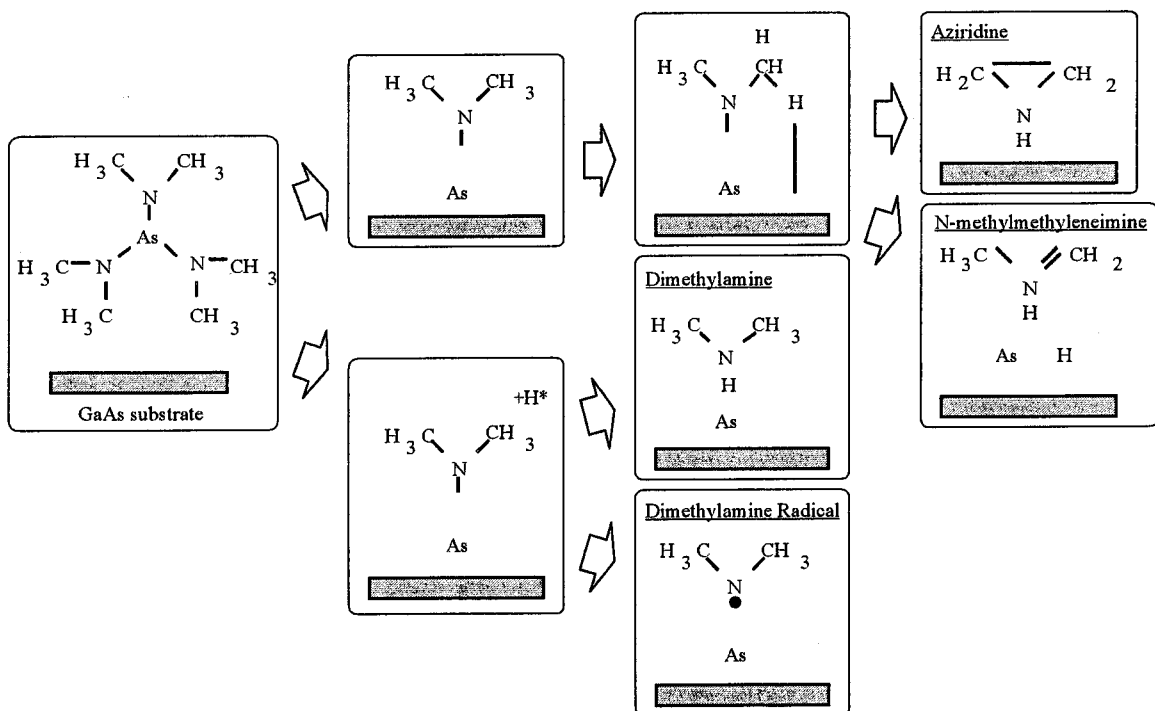 H 3 C CH 3
N
As
H 3 C N N CH 3
H 3 C CH 3
GaAs substrate
H 3 C CH 3
N
As
H
H 3 C CH
N H
As
Aziridine
H 2 C CH 2
N
H
N-methylmethyleneimine
H 3 C CH 2
N
H
As H
+H*
H 3 C CH 3
N
As
Dimethylamine
H 3 C CH 3
N
H
As
Dimethylamine Radical
H 3 C CH 3
N
As